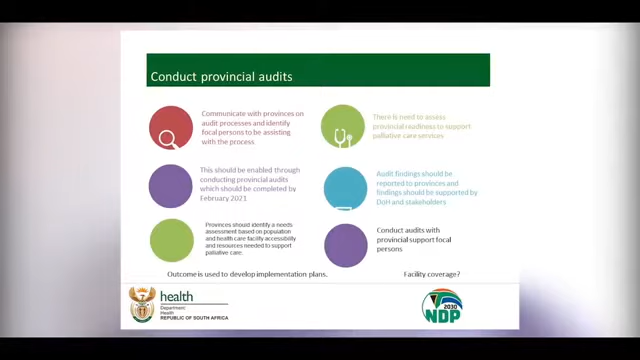 Conduct provincial audits
Communicate with provinces on
audit processes and identify
focal persons to be assisting
with the process
There is need to assess
provincial readiness to support
palliative care services
This should be enabled through
conducting provincial audits
which should be completed by
February 2021
Audit findings should be
reported to provinces and
findings should be supported by
DoH and stakeholders
Provinces should identify a needs
assessment based on population
and health care facility accessibility
and resources needed to support
palliative care.
Conduct audits with
provincial support focal
persons
Outcome is used to develop implementation plans.
Facility coverage?
health
Department:
Health
REPUBLIC OF SOUTH AFRICA
2030
NDP